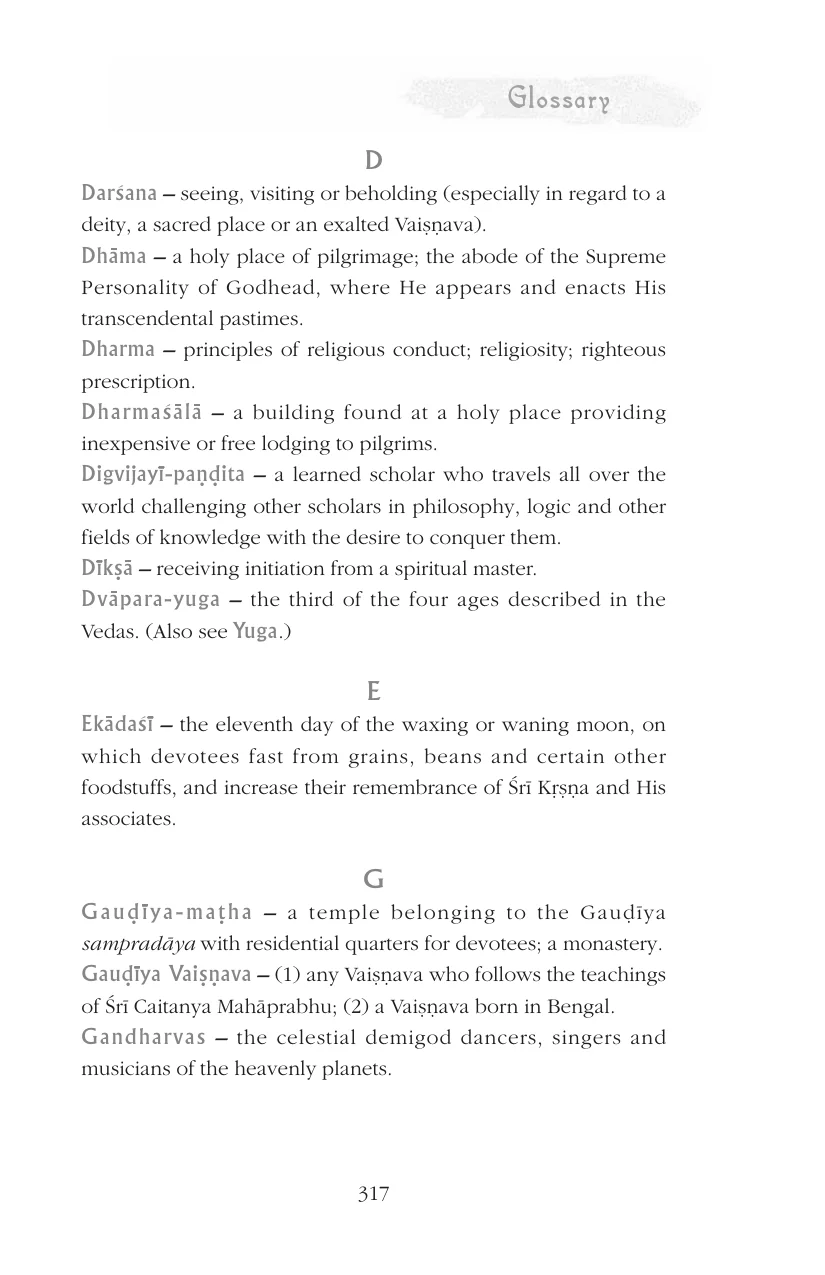 Glossary
D
Darśana – seeing, visiting or beholding (especially in regard to a
deity, a sacred place or an exalted Vaiṣṇava).
Dhāma – a holy place of pilgrimage; the abode of the Supreme
Personality of Godhead, where He appears and enacts His
transcendental pastimes.
Dharma – principles of religious conduct; religiosity; righteous
prescription.
Dharmaśālā – a building found at a holy place providing
inexpensive or free lodging to pilgrims.
Digvijayī-paṇḍita – a learned scholar who travels all over the
world challenging other scholars in philosophy, logic and other
fields of knowledge with the desire to conquer them.
Dīkṣā – receiving initiation from a spiritual master.
Dvāpara-yuga – the third of the four ages described in the
Vedas. (Also see Yuga.)
E
Ekādaśī – the eleventh day of the waxing or waning moon, on
which devotees fast from grains, beans and certain other
foodstuffs, and increase their remembrance of Śrī Kṛṣṇa and His
associates.
G
Gauḍīya-maṭha – a temple belonging to the Gauḍīya
sampradāya with residential quarters for devotees; a monastery.
Gauḍīya Vaiṣṇava – (1) any Vaiṣṇava who follows the teachings
of Śrī Caitanya Mahāprabhu; (2) a Vaiṣṇava born in Bengal.
Gandharvas – the celestial demigod dancers, singers and
musicians of the heavenly planets.
317